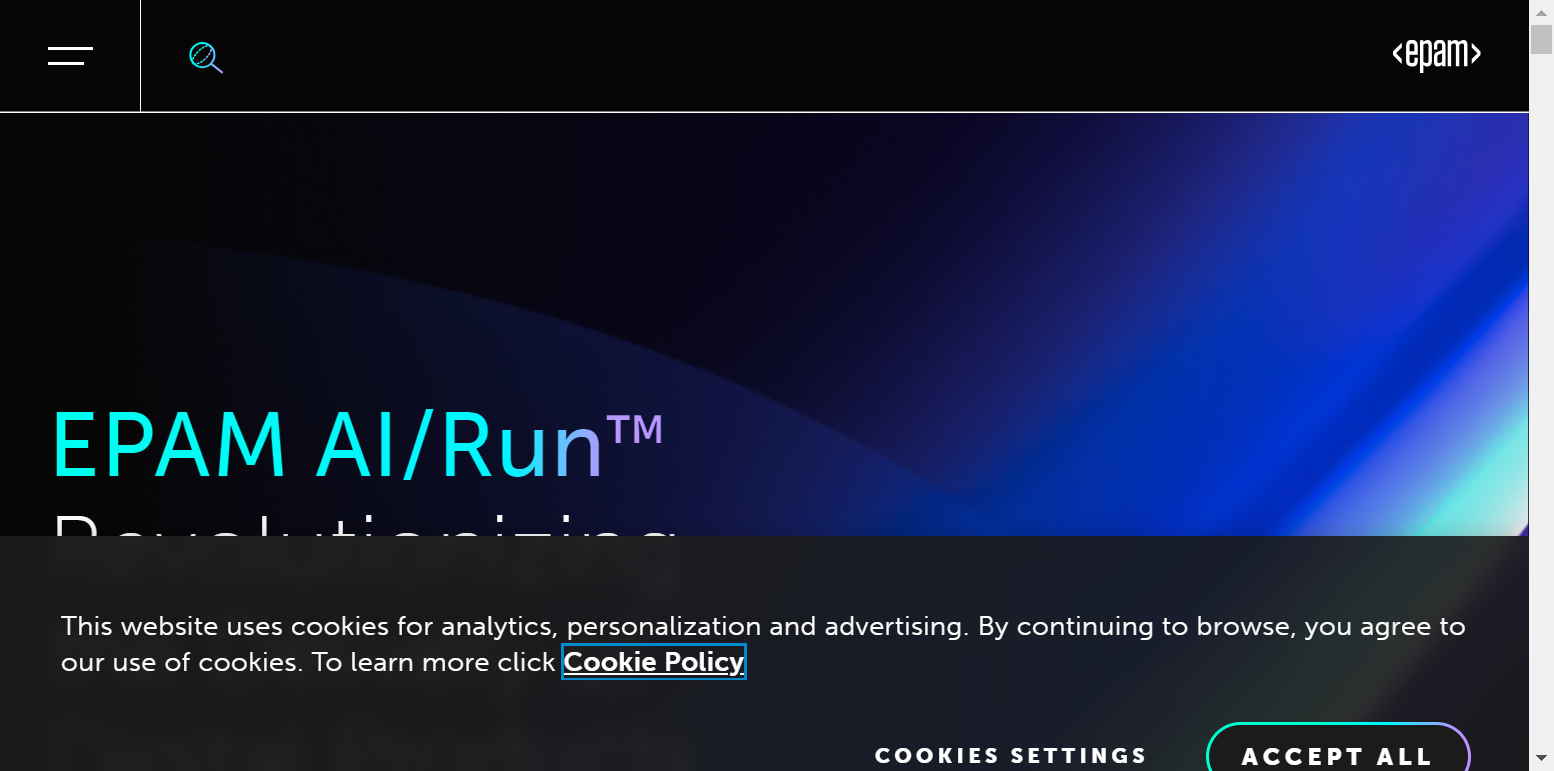 <epam>
EPAM AI/Run™
Revolutionizing
This website uses cookies for analytics, personalization and advertising. By continuing to browse, you agree to
our use of cookies. To learn more click Cookie Policy
COOKIES SETTINGS
ACCEPT ALL